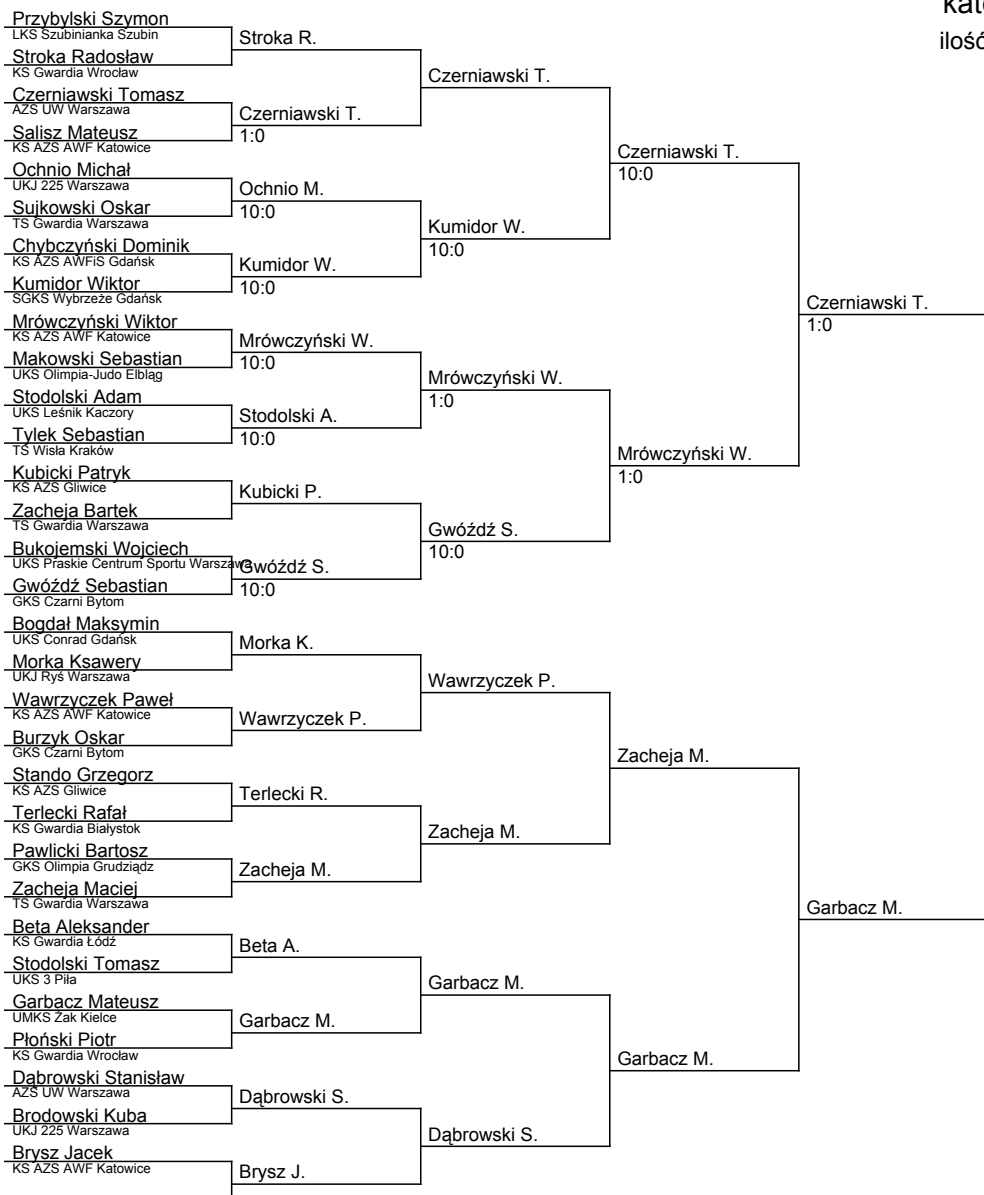 kate
ilość
Przybylski Szymon
LKS Szubinianka Szubin
Stroka Radosław
KS Gwardia Wrocław
Czerniawski Tomasz
AZS UW Warszawa
Salisz Mateusz
KS AZS AWF Katowice
Ochnio Michał
UKJ 225 Warszawa
Sujkowski Oskar
TS Gwardia Warszawa
Chybczyński Dominik
KS AZS AWFiS Gdańsk
Kumidor Wiktor
SGKS Wybrzeże Gdańsk
Mrówczyński Wiktor
KS AZS AWF Katowice
Makowski Sebastian
UKS Olimpia-Judo Elbląg
Stodolski Adam
UKS Leśnik Kaczory
Tylek Sebastian
TS Wisła Kraków
Kubicki Patryk
KS AZS Gliwice
Zacheja Bartek
TS Gwardia Warszawa
Bukojemski Wojciech
UKS Praskie Centrum Sportu Warszawa
Gwóźdź Sebastian
GKS Czarni Bytom
Bogdał Maksymin
UKS Conrad Gdańsk
Morka Ksawery
UKJ Ryś Warszawa
Wawrzyczek Paweł
KS AZS AWF Katowice
Burzyk Oskar
GKS Czarni Bytom
Stando Grzegorz
KS AZS Gliwice
Terlecki Rafał
KS Gwardia Białystok
Pawlicki Bartosz
GKS Olimpia Grudziądz
Zacheja Maciej
TS Gwardia Warszawa
Beta Aleksander
KS Gwardia Łódź
Stodolski Tomasz
UKS 3 Piła
Garbacz Mateusz
UMKS Żak Kielce
Płoński Piotr
KS Gwardia Wrocław
Dąbrowski Stanisław
AZS UW Warszawa
Brodowski Kuba
UKJ 225 Warszawa
Brysz Jacek
KS AZS AWF Katowice
Stroka R.
Czerniawski T.
1:0
Ochnio M.
10:0
Kumidor W.
10:0
Mrówczyński W.
10:0
Stodolski A.
10:0
Kubicki P.
Gwóźdź S.
10:0
Morka K.
Wawrzyczek P.
Terlecki R.
Zacheja M.
Beta A.
Garbacz M.
Dąbrowski S.
Brysz J.
Czerniawski T.
Kumidor W.
10:0
Mrówczyński W.
1:0
Gwóźdź S.
10:0
Wawrzyczek P.
Zacheja M.
Garbacz M.
Dąbrowski S.
Czerniawski T.
10:0
Mrówczyński W.
1:0
Zacheja M.
Garbacz M.
Czerniawski T.
1:0
Garbacz M.